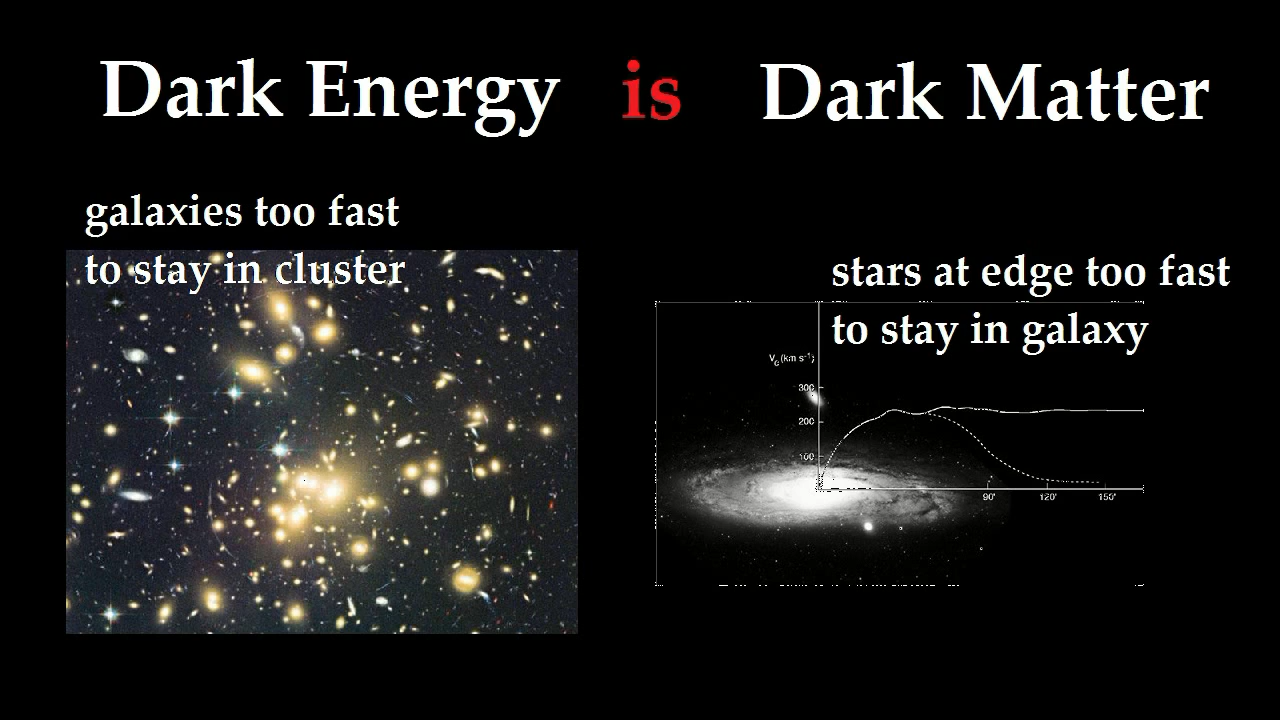 Dark Energy is Dark Matter
galaxies too fast
to stay in cluster
stars at edge too fast
to stay in galaxy
Vc(km s⁻¹)
300
200
100
90' 120' 150'